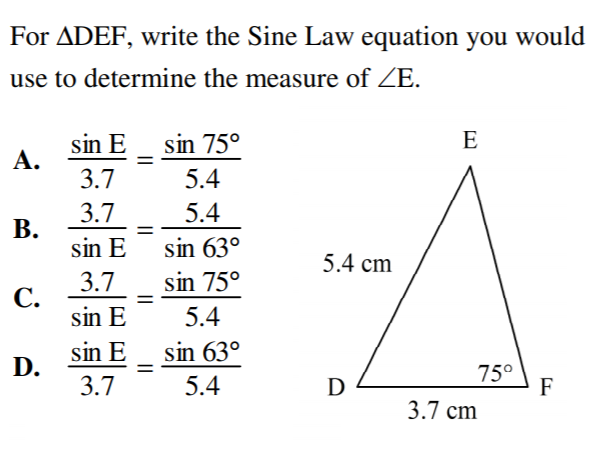 For ΔDEF, write the Sine Law equation you would
use to determine the measure of ∠E.
A. sin E / 3.7 = sin 75° / 5.4
B. 3.7 / sin E = 5.4 / sin 63°
C. 3.7 / sin E = sin 75° / 5.4
D. sin E / 3.7 = sin 63° / 5.4
E
5.4 cm
75°
D
F
3.7 cm